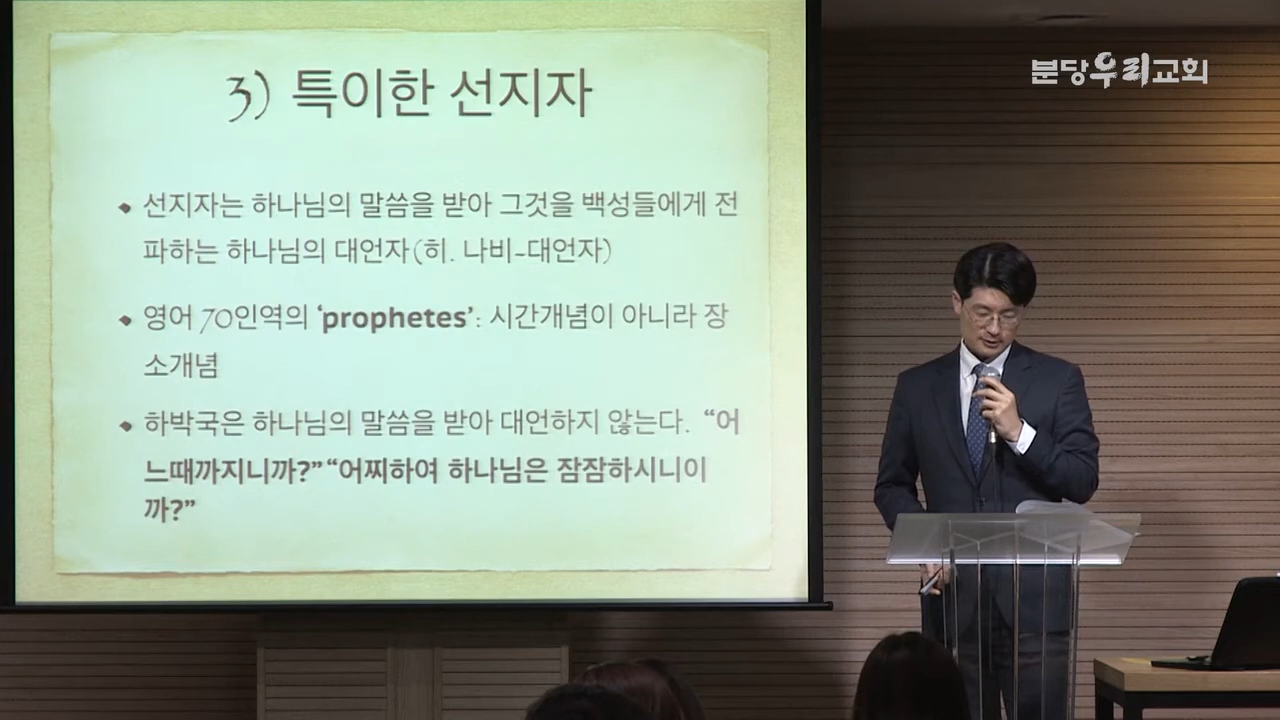 3) 특이한 선지자
선지자는 하나님의 말씀을 받아 그것을 백성들에게 전
파하는 하나님의 대언자(히. 나비-대언자)
영어 70인역의 ‘prophetes’: 시간개념이 아니라 장
소개념
하박국은 하나님의 말씀을 받아 대언하지 않는다. “어
느때까지니까?” “어찌하여 하나님은 잠잠하시니이
까?”
분당우리교회